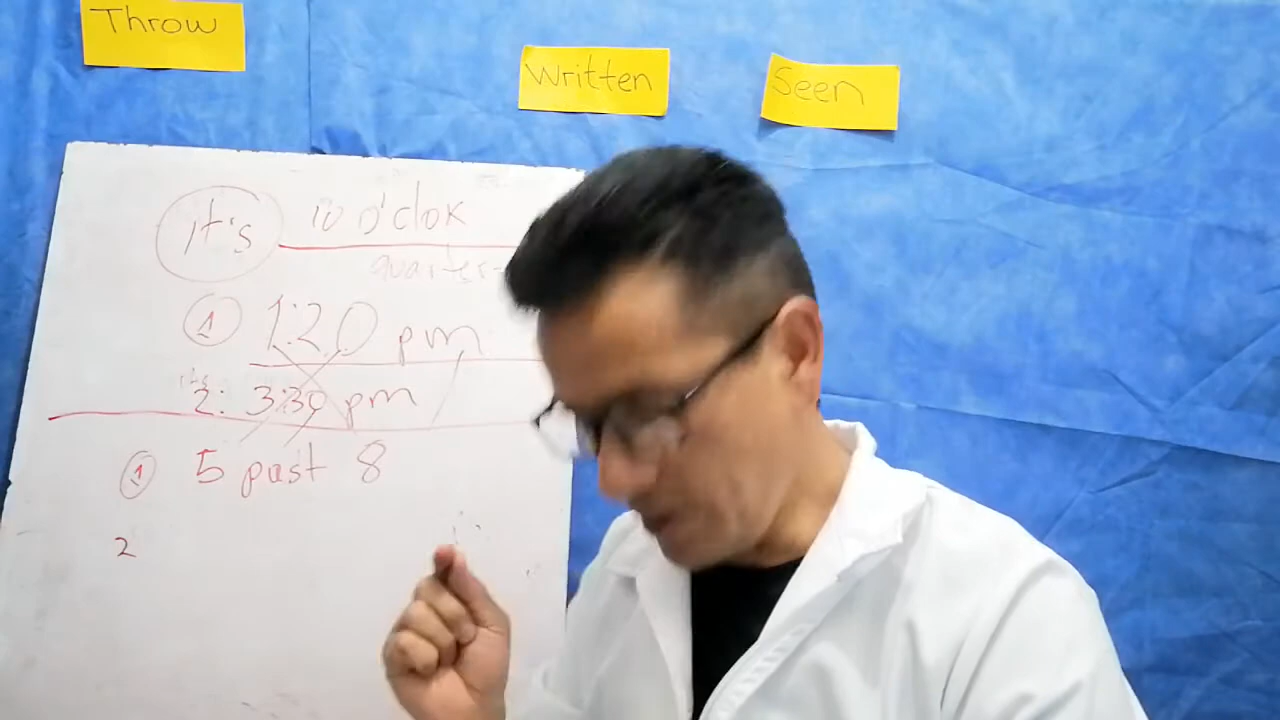 Throw
Written
Seen
it's 10 o'clok
quarter
1 1:20 pm
2: 3:30 pm
1 5 past 8
2